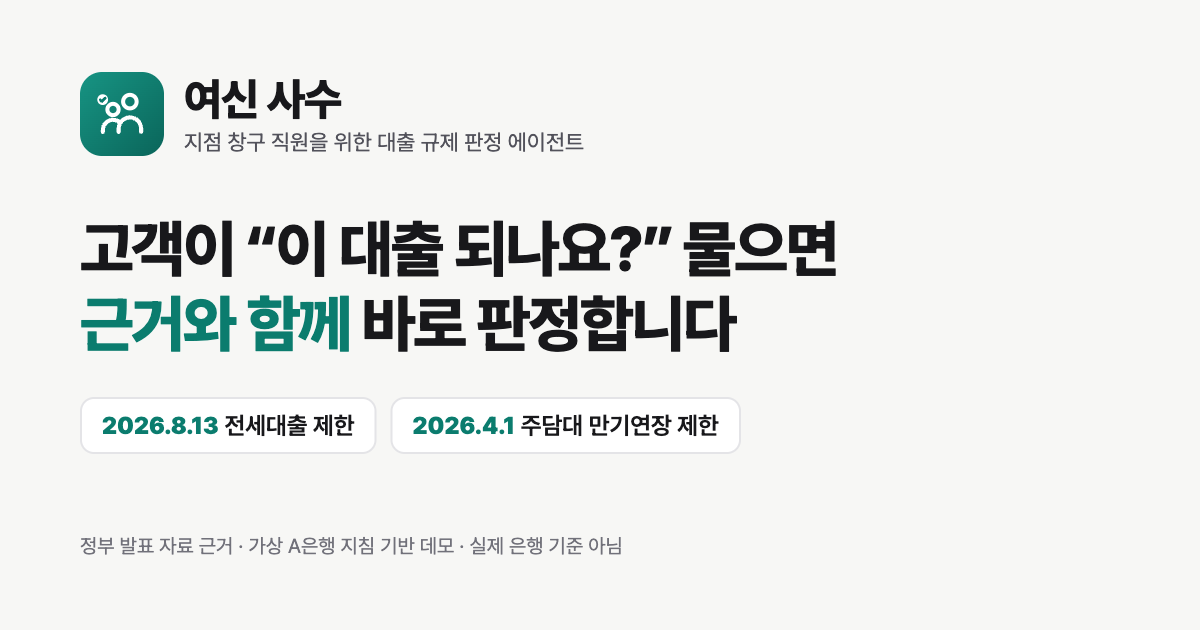 여신 사수
지점 창구 직원을 위한 대출 규제 판정 에이전트
고객이 “이 대출 되나요?” 물으면
근거와 함께 바로 판정합니다
2026.8.13 전세대출 제한
2026.4.1 주담대 만기연장 제한
정부 발표 자료 근거 · 가상 A은행 지침 기반 데모 · 실제 은행 기준 아님